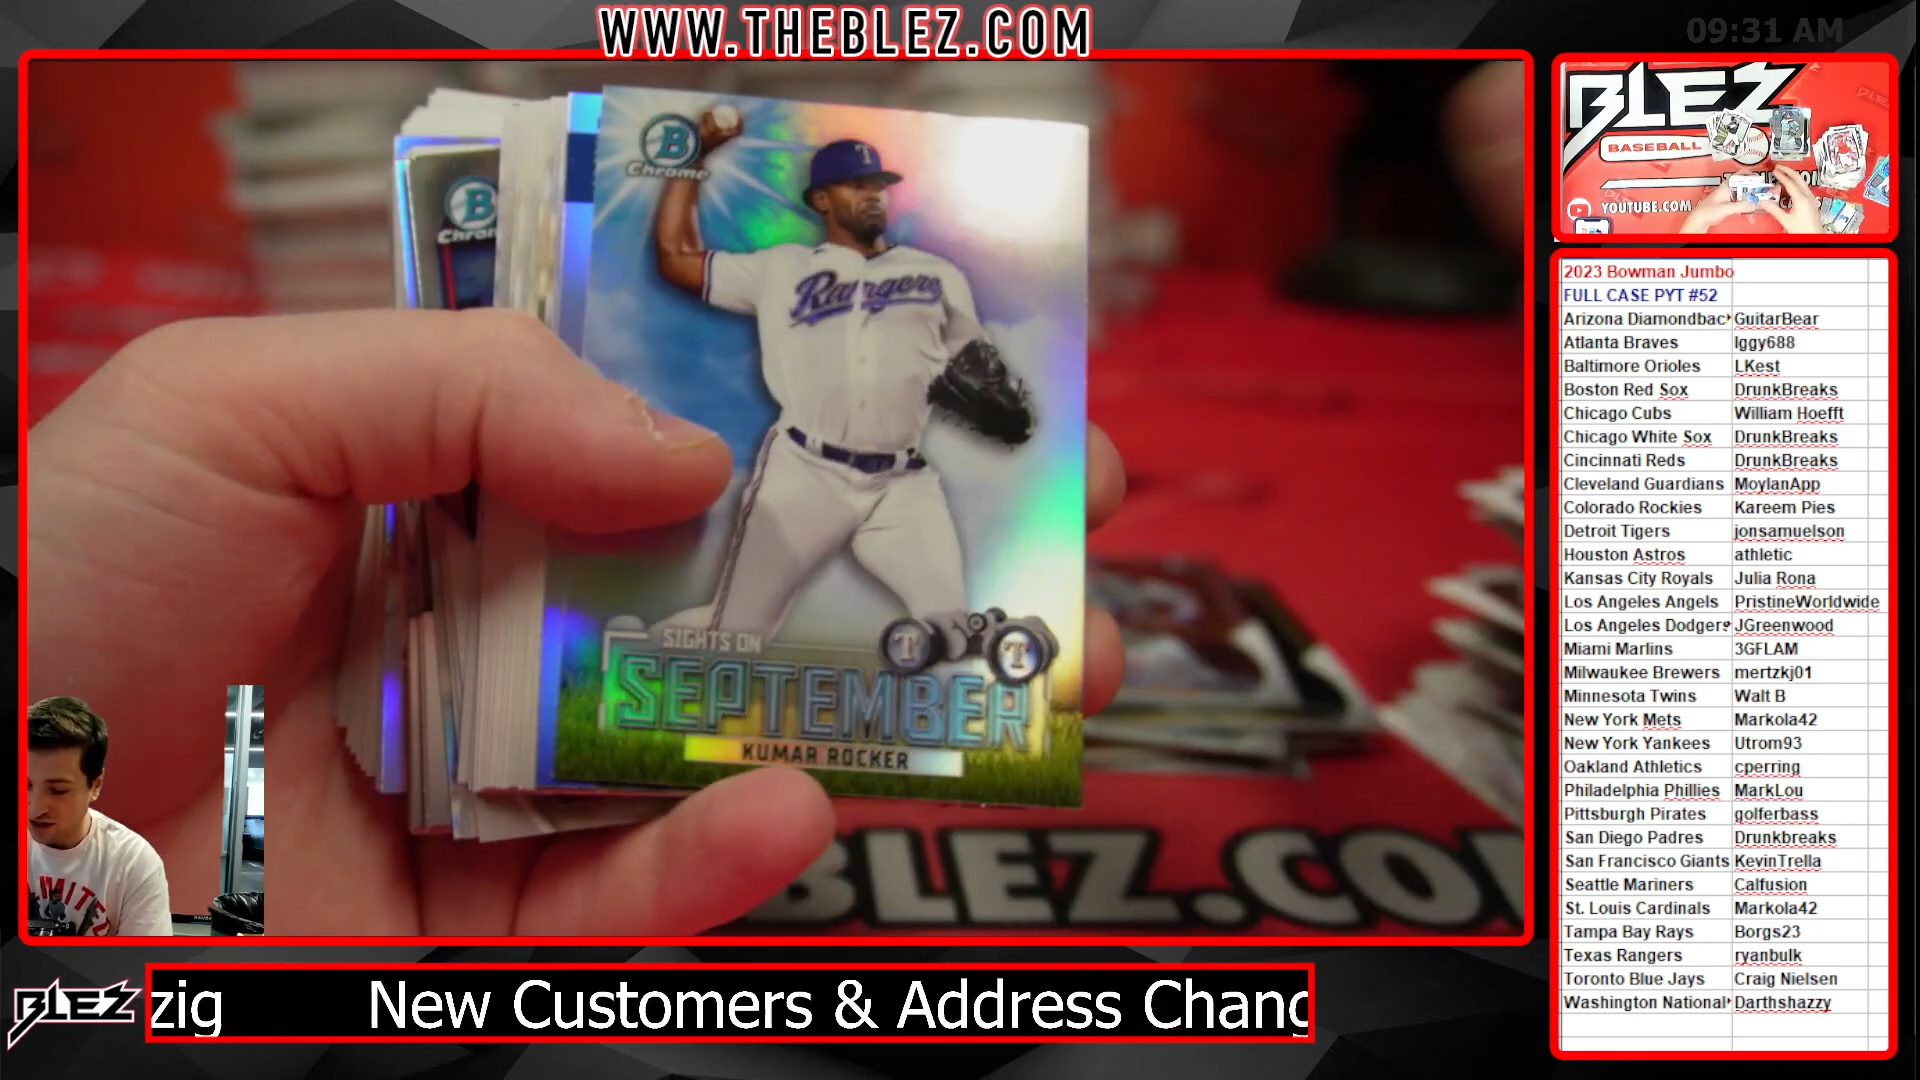 WWW.THEBLEZ.COM
09:31 AM
B
Chrome
T
Rangers
SIGHTS ON
SEPTEMBER
T
T
KUMAR ROCKER
BLEZ.CO
BLEZ
BASEBALL
YOUTUBE.COM
2023 Bowman Jumbo
FULL CASE PYT #52
Arizona Diamondbac GuitarBear
Atlanta Braves Iggy688
Baltimore Orioles LKest
Boston Red Sox DrunkBreaks
Chicago Cubs William Hoefft
Chicago White Sox DrunkBreaks
Cincinnati Reds DrunkBreaks
Cleveland Guardians MoylanApp
Colorado Rockies Kareem Pies
Detroit Tigers jonsamuelson
Houston Astros athletic
Kansas City Royals Julia Rona
Los Angeles Angels PristineWorldwide
Los Angeles Dodgers JGreenwood
Miami Marlins 3GFLAM
Milwaukee Brewers mertzkj01
Minnesota Twins Walt B
New York Mets Markola42
New York Yankees Utrom93
Oakland Athletics cperring
Philadelphia Phillies MarkLou
Pittsburgh Pirates golferbass
San Diego Padres Drunkbreaks
San Francisco Giants KevinTrella
Seattle Mariners Calfusion
St. Louis Cardinals Markola42
Tampa Bay Rays Borgs23
Texas Rangers ryanbulk
Toronto Blue Jays Craig Nielsen
Washington National Darthshazzy
BLEZ
zig New Customers & Address Chang